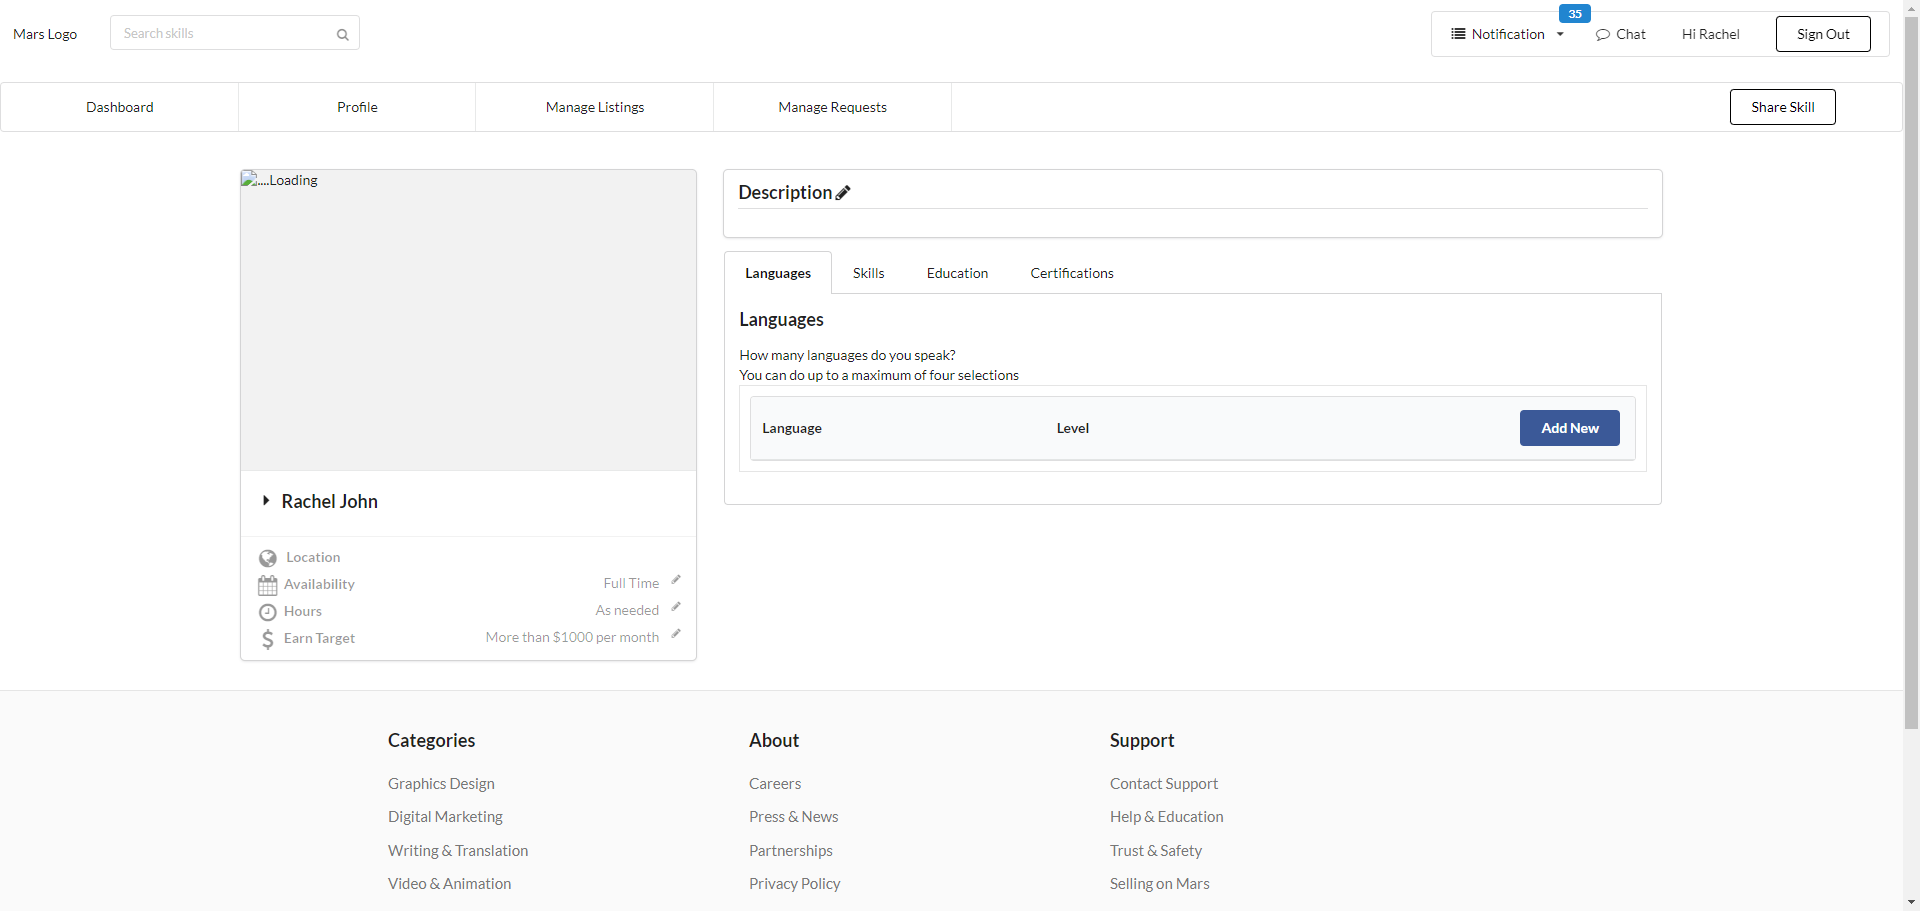 Mars Logo
Search skills
35
Notification
Chat
Hi Rachel
Sign Out
Dashboard
Profile
Manage Listings
Manage Requests
Share Skill
....Loading
Rachel John
Location
Availability
Full Time
Hours
As needed
Earn Target
More than $1000 per month
Description
Languages
Skills
Education
Certifications
Languages
How many languages do you speak?
You can do up to a maximum of four selections
Language
Level
Add New
Categories
Graphics Design
Digital Marketing
Writing & Translation
Video & Animation
About
Careers
Press & News
Partnerships
Privacy Policy
Support
Contact Support
Help & Education
Trust & Safety
Selling on Mars